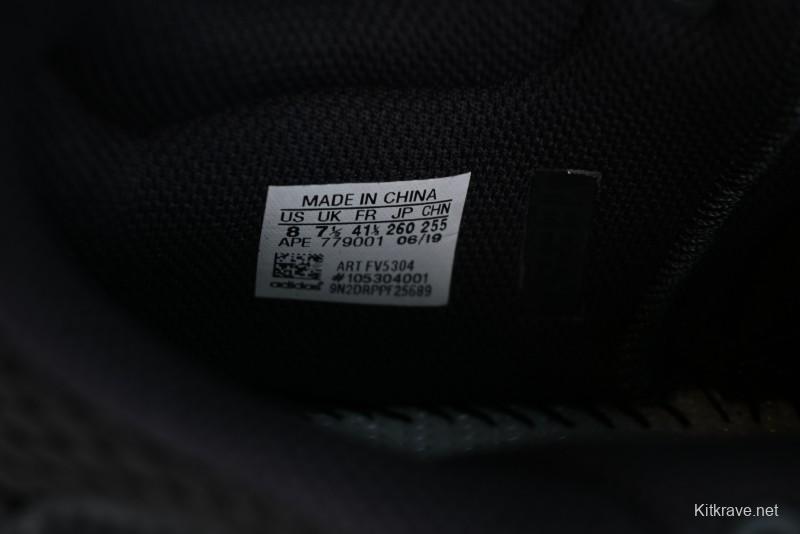 MADE IN CHINA
US UK FR JP CHN
8 7½ 41⅓ 260 255
APE 779001 06/19
ART FV5304
#105304001
adidas 9N2DRPPF25689
Kitkrave.net